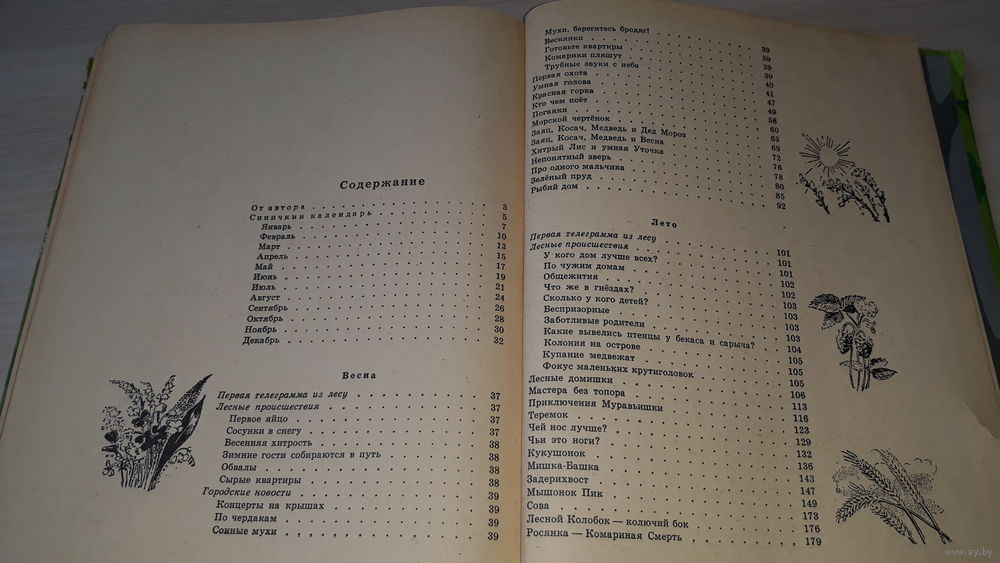 Содержание
От автора 3
Синичкин календарь 5
Январь 7
Февраль 10
Март 13
Апрель 15
Май 17
Июнь 19
Июль 21
Август 24
Сентябрь 26
Октябрь 28
Ноябрь 30
Декабрь 32
Весна
Первая телеграмма из лесу 37
Лесные происшествия 37
Первое яйцо 37
Сосунки в снегу 37
Весенняя хитрость 38
Зимние гости собираются в путь 38
Обвалы 38
Сырые квартиры 38
Городские новости 39
Концерты на крышах 39
По чердакам 39
Сонные мухи 39
Мухи, берегитесь бродяг! 39
Веснянки 39
Готовьте квартиры 39
Комарики пляшут 39
Трубные звуки с неба 40
Первая охота 41
Умная голова 47
Красная горка 49
Кто чем поёт 58
Поганки 60
Морской чертёнок 63
Заяц, Косач, Медведь и Дед Мороз 69
Заяц, Косач, Медведь и Весна 72
Хитрый Лис и умная Уточка 76
Непонятный зверь 78
Про одного мальчика 80
Зелёный пруд 85
Рыбий дом 92
Лето
Первая телеграмма из лесу 101
Лесные происшествия 101
У кого дом лучше всех? 101
По чужим домам 102
Общежития 102
Что же в гнёздах? 103
Сколько у кого детей? 103
Беспризорные 103
Заботливые родители 103
Какие вывелись птенцы у бекаса и сарыча? 104
Колония на острове 105
Купание медвежат 105
Фокус маленьких крутиголовок 105
Лесные домишки 106
Мастера без топора 113
Приключения Муравьишки 116
Теремок 123
Чей нос лучше? 129
Чьи это ноги? 132
Кукушонок 136
Мишка-Башка 143
Задерихвост 147
Мышонок Пик 149
Сова 173
Лесной Колобок — колючий бок 176
Росянка — Комариная Смерть 179
www.ay.by